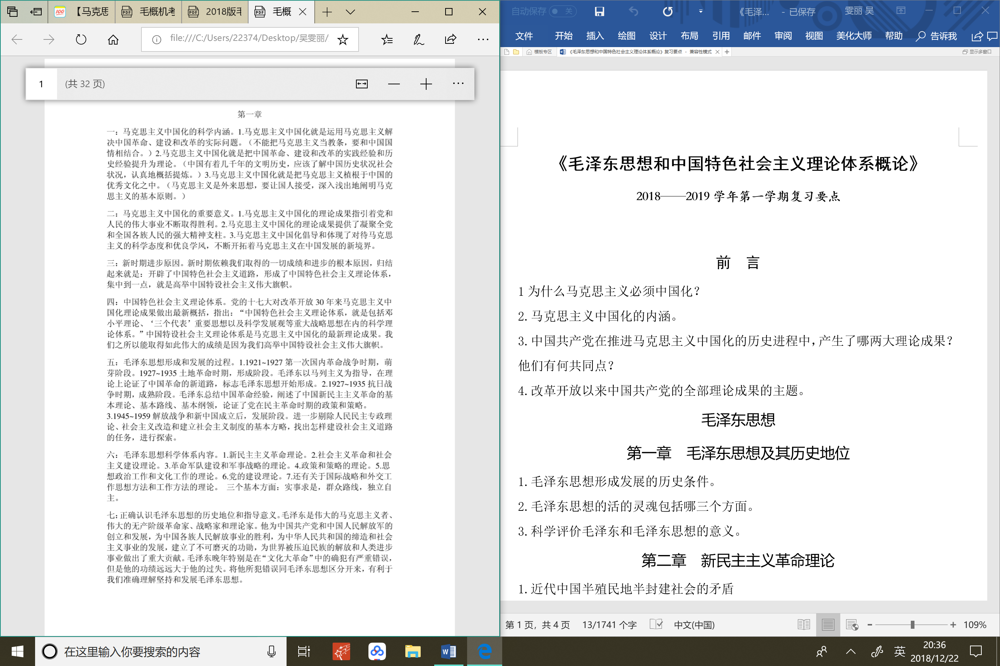 【马克思
毛概机考
2018版毛
毛概
file:///C:/Users/22374/Desktop/吴雯丽/
1
(共 32 页)
第一章
一：马克思主义中国化的科学内涵。1.马克思主义中国化就是运用马克思主义解
决中国革命、建设和改革的实际问题。（不能把马克思主义当教条，要和中国国
情相结合。）2.马克思主义中国化就是把中国革命、建设和改革的实践经验和历
史经验提升为理论。（中国有着几千年的文明历史，应该了解中国历史状况社会
状况，认真地概括提炼。）3.马克思主义中国化就是把马克思主义植根于中国的
优秀文化之中。（马克思主义是外来思想，要让国人接受，深入浅出地阐明马克
思主义的基本原则。）
二：马克思主义中国化的重要意义。1.马克思主义中国化的理论成果指引着党和
人民的伟大事业不断取得胜利。2.马克思主义中国化的理论成果提供了凝聚全党
和全国各族人民的强大精神支柱。3.马克思主义中国化倡导和体现了对待马克思
主义的科学态度和优良学风，不断开拓着马克思主义在中国发展的新境界。
三：新时期进步原因。新时期依赖我们取得的一切成绩和进步的根本原因，归结
起来就是：开辟了中国特色社会主义道路，形成了中国特色社会主义理论体系，
集中到一点，就是高举中国特设社会主义伟大旗帜。
四：中国特色社会主义理论体系。党的十七大对改革开放 30 年来马克思主义中
国化理论成果做出最新概括，指出：“中国特色社会主义理论体系，就是包括邓
小平理论、‘三个代表’重要思想以及科学发展观等重大战略思想在内的科学理
论体系。”中国特设社会主义理论体系是马克思主义中国化的最新理论成果。我
们之所以能取得如此伟大的成绩是因为我们高举中国特设社会主义伟大旗帜。
五：毛泽东思想形成和发展的过程。1.1921~1927 第一次国内革命战争时期，萌
芽阶段。1927~1935 土地革命时期，形成阶段。毛泽东以马列主义为指导，在理
论上论证了中国革命的新道路，标志毛泽东思想开始形成。2.1927~1935 抗日战
争时期，成熟阶段。毛泽东总结中国革命经验，阐述了中国新民主主义革命的基
本理论、基本路线、基本纲领，论证了党在民主革命时期的政策和策略。
3.1945~1959 解放战争和新中国成立后，发展阶段。进一步剔除人民民主专政理
论、社会主义改造和建立社会主义制度的基本方略，找出怎样建设社会主义道路
的任务，进行探索。
六：毛泽东思想科学体系内容。1.新民主主义革命理论。2.社会主义革命和社会
主义建设理论。3.革命军队建设和军事战略的理论。4.政策和策略的理论。5.思
想政治工作和文化工作的理论。6.党的建设理论。7.还有关于国际战略和外交工
作思想方法和工作方法的理论。 三个基本方面：实事求是，群众路线，独立自
主。
七：正确认识毛泽东思想的历史地位和指导意义。毛泽东是伟大的马克思主义者、
伟大的无产阶级革命家、战略家和理论家。他为中国共产党和中国人民解放军的
创立和发展，为中国各族人民解放事业的胜利，为中华人民共和国的缔造和社会
主义事业的发展，建立了不可磨灭的功勋，为世界被压迫民族的解放和人类进步
事业做出了重大贡献。毛泽东晚年特别是在“文化大革命”中的确犯有严重错误，
但是他的功绩远远大于他的过失。将他所犯错误同毛泽东思想区分开来，有利于
我们准确理解坚持和发展毛泽东思想。
自动保存 关
《毛泽... - 已保存 雯丽 吴
文件 开始 插入 绘图 设计 布局 引用 邮件 审阅 视图 美化大师 帮助 告诉我
模板专区 《毛泽东思想和中国特色社会主义理论体系概论》复习要点 - 兼容性模式 显示多窗口
《毛泽东思想和中国特色社会主义理论体系概论》
2018——2019 学年第一学期复习要点
前 言
1 为什么马克思主义必须中国化？
2. 马克思主义中国化的内涵。
3. 中国共产党在推进马克思主义中国化的历史进程中，产生了哪两大理论成果？
他们有何共同点？
4. 改革开放以来中国共产党的全部理论成果的主题。
毛泽东思想
第一章 毛泽东思想及其历史地位
1. 毛泽东思想形成发展的历史条件。
2. 毛泽东思想的活的灵魂包括哪三个方面。
3. 科学评价毛泽东和毛泽东思想的意义。
第二章 新民主主义革命理论
1. 近代中国半殖民地半封建社会的矛盾
第 1 页，共 4 页 13/1741 个字 中文(中国) 109%
在这里输入你要搜索的内容
英
20:36
2018/12/22